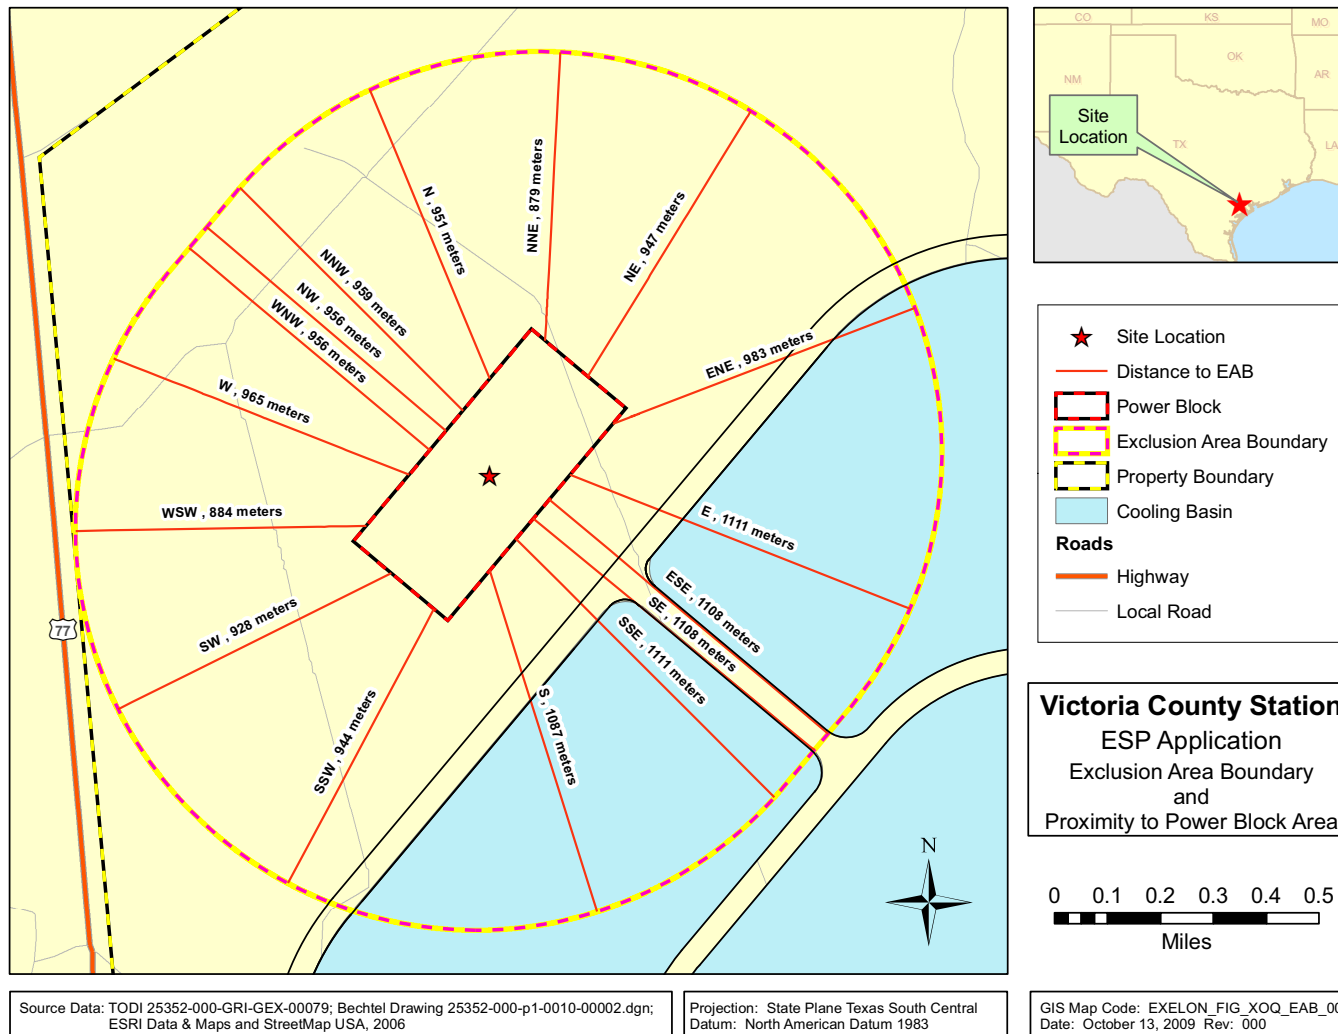 N , 951 meters
NNE , 879 meters
NE , 947 meters
NNW , 959 meters
NW , 956 meters
WNW , 956 meters
ENE , 983 meters
W , 965 meters
WSW , 884 meters
E , 1111 meters
ESE , 1108 meters
SE , 1108 meters
SSE , 1111 meters
SW , 928 meters
S , 1087 meters
SSW , 944 meters
77
N
CO
KS
MO
OK
NM
AR
Site
Location
TX
LA
Site Location
Distance to EAB
Power Block
Exclusion Area Boundary
Property Boundary
Cooling Basin
Roads
Highway
Local Road
Victoria County Station
ESP Application
Exclusion Area Boundary
and
Proximity to Power Block Area
0 0.1 0.2 0.3 0.4 0.5
Miles
Source Data: TODI 25352-000-GRI-GEX-00079; Bechtel Drawing 25352-000-p1-0010-00002.dgn;
ESRI Data & Maps and StreetMap USA, 2006
Projection: State Plane Texas South Central
Datum: North American Datum 1983
GIS Map Code: EXELON_FIG_XOQ_EAB_00
Date: October 13, 2009 Rev: 000